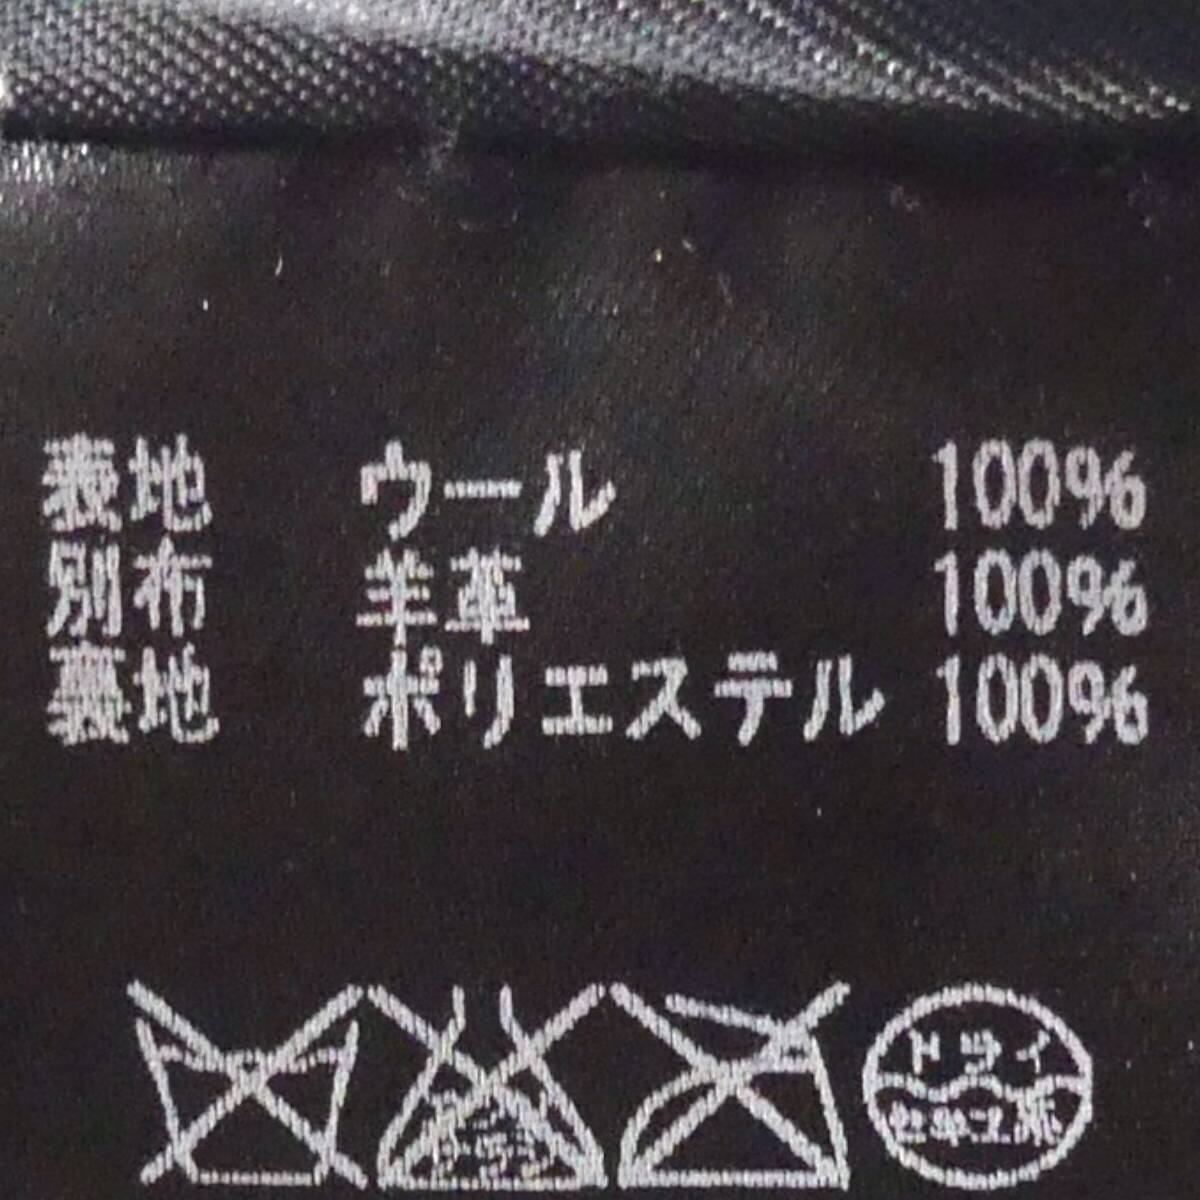 表地 ウール 100%
別布 羊革 100%
裏地 ポリエステル 100%
ドライ